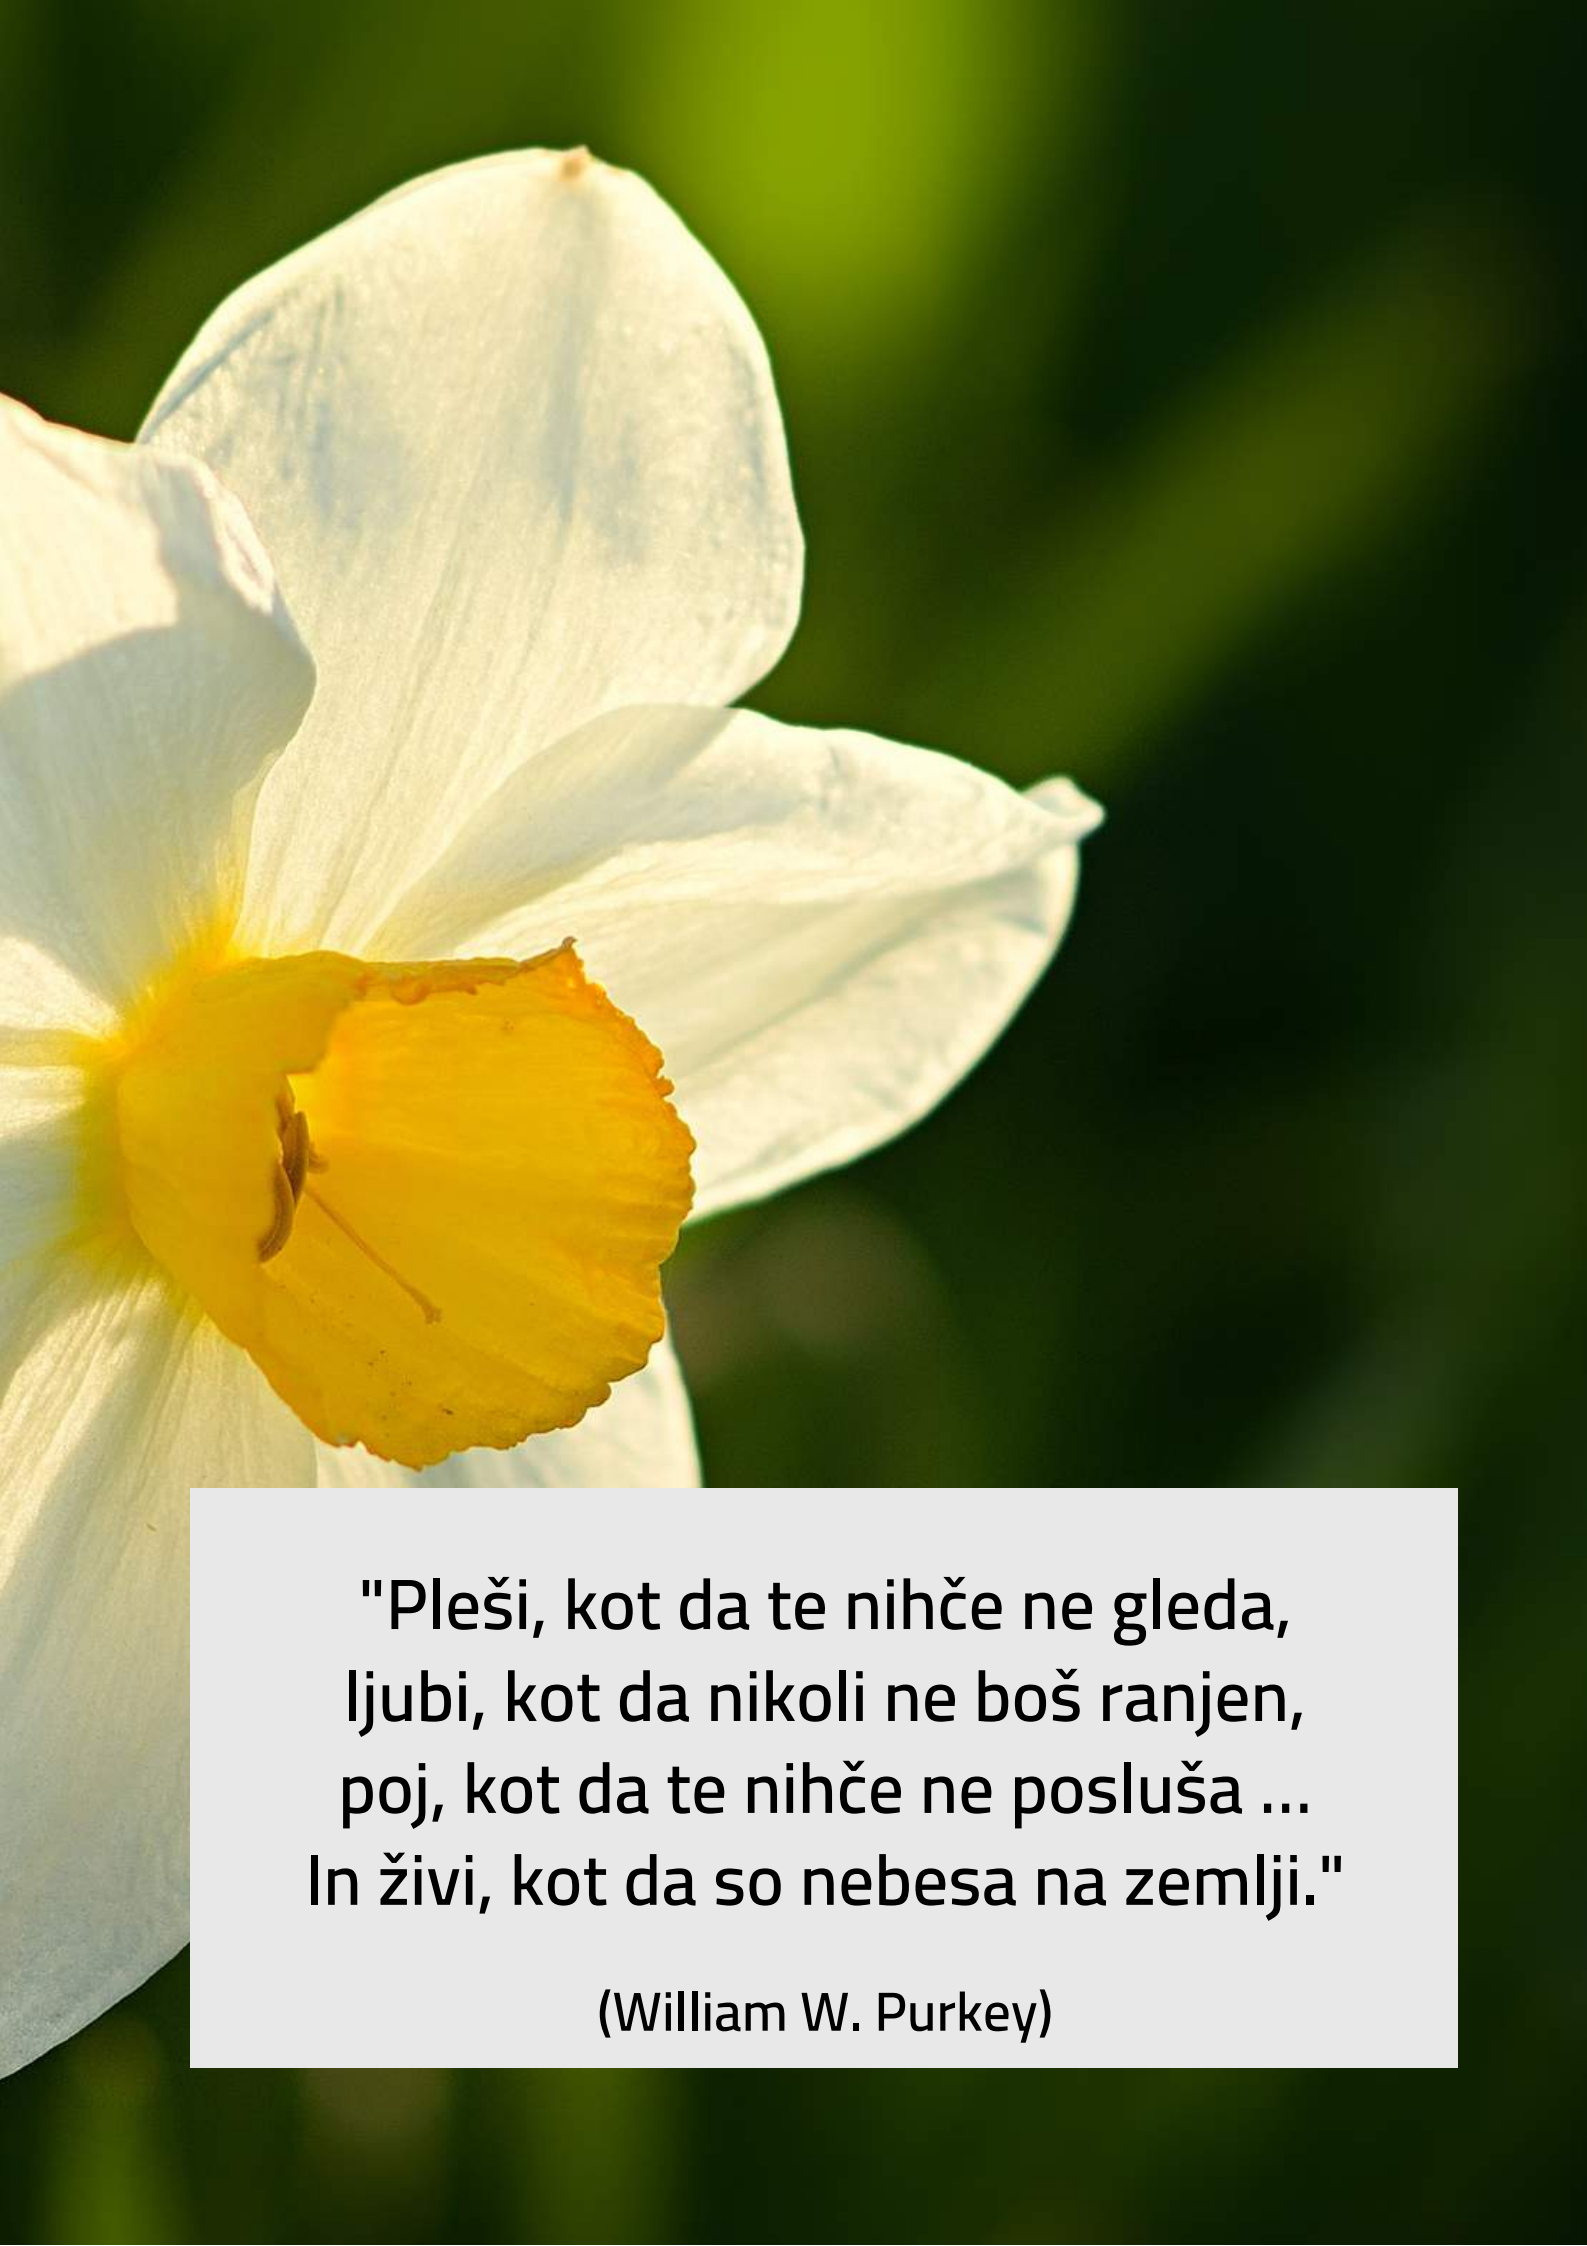 "Pleši, kot da te nihče ne gleda,
ljubi, kot da nikoli ne boš ranjen,
poj, kot da te nihče ne posluša ...
In živi, kot da so nebesa na zemlji."
(William W. Purkey)